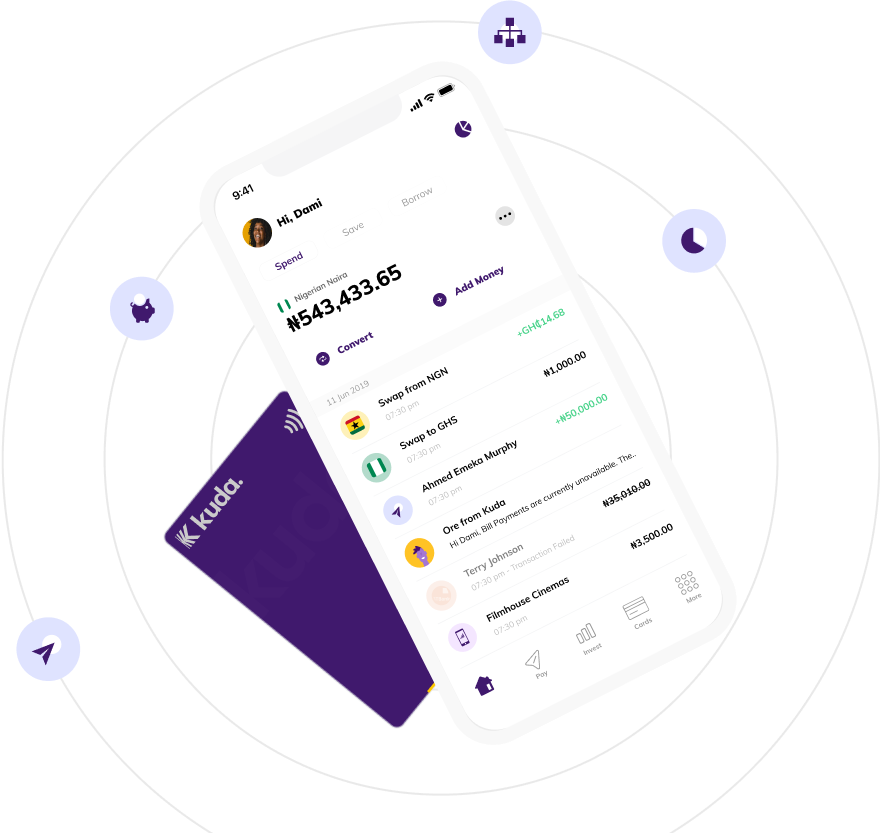 9:41
Hi, Dami
Spend
Save
Borrow
Nigerian Naira
₦543,433.65
Convert
Add Money
11 Jun 2019
Swap from NGN
+GH₵14.68
07:30 pm
Swap to GHS
₦1,000.00
07:30 pm
Ahmed Emeka Murphy
+₦50,000.00
07:30 pm
Ore from Kuda
Hi Dami, Bill Payments are currently unavailable. The..
Terry Johnson
₦35,010.00
07:30 pm - Transaction Failed
Filmhouse Cinemas
₦3,500.00
07:30 pm
Pay
Invest
Cards
More
kuda.
kuda